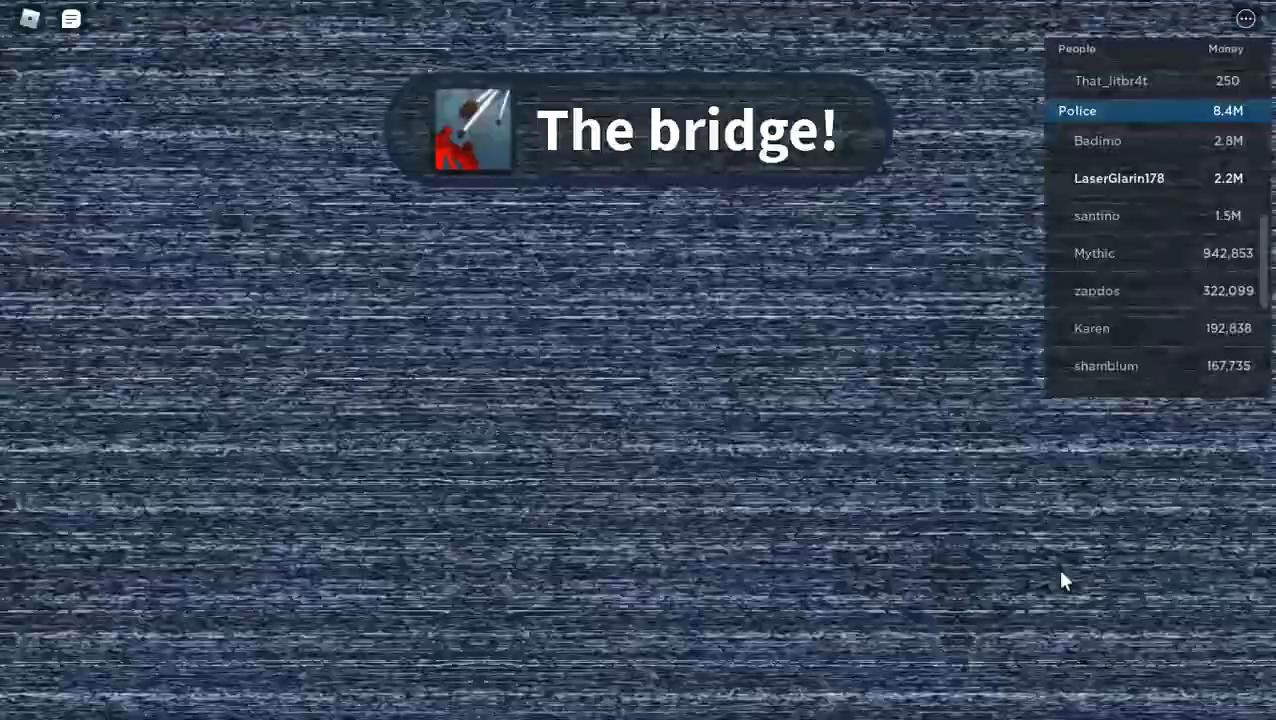 People Money
That_litbr4t 250
Police 8.4M
Badimo 2.8M
LaserGlarin178 2.2M
santino 1.5M
Mythic 942,853
zapdos 322,099
Karen 192,838
shamblum 167,735
The bridge!